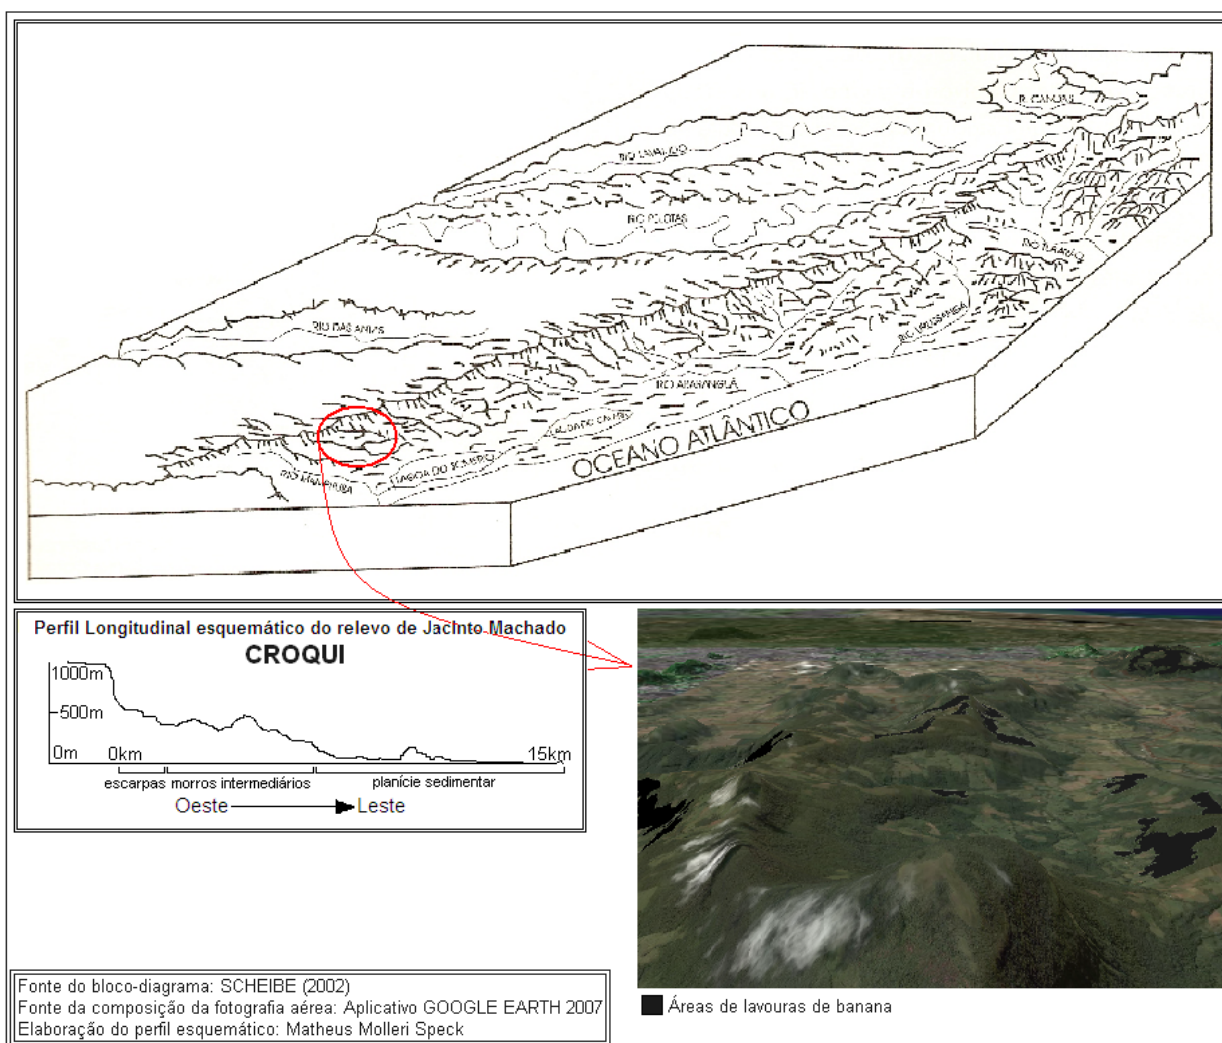 RIO CANOAS
RIO LAVATUDO
RIO PELOTAS
RIO TUBARÃO
RIO DAS ANTAS
RIO URUSSANGA
RIO ARARANGUÁ
LAGOA DO SOMBRIO
OCEANO ATLÂNTICO
RIO MAMPITUBA
Perfil Longitudinal esquemático do relevo de Jacinto Machado
CROQUI
1000m
500m
0m 0km 15km
escarpas morros intermediários planície sedimentar
Oeste Leste
Fonte do bloco-diagrama: SCHEIBE (2002)
Fonte da composição da fotografia aérea: Aplicativo GOOGLE EARTH 2007
Elaboração do perfil esquemático: Matheus Molleri Speck
Áreas de lavouras de banana